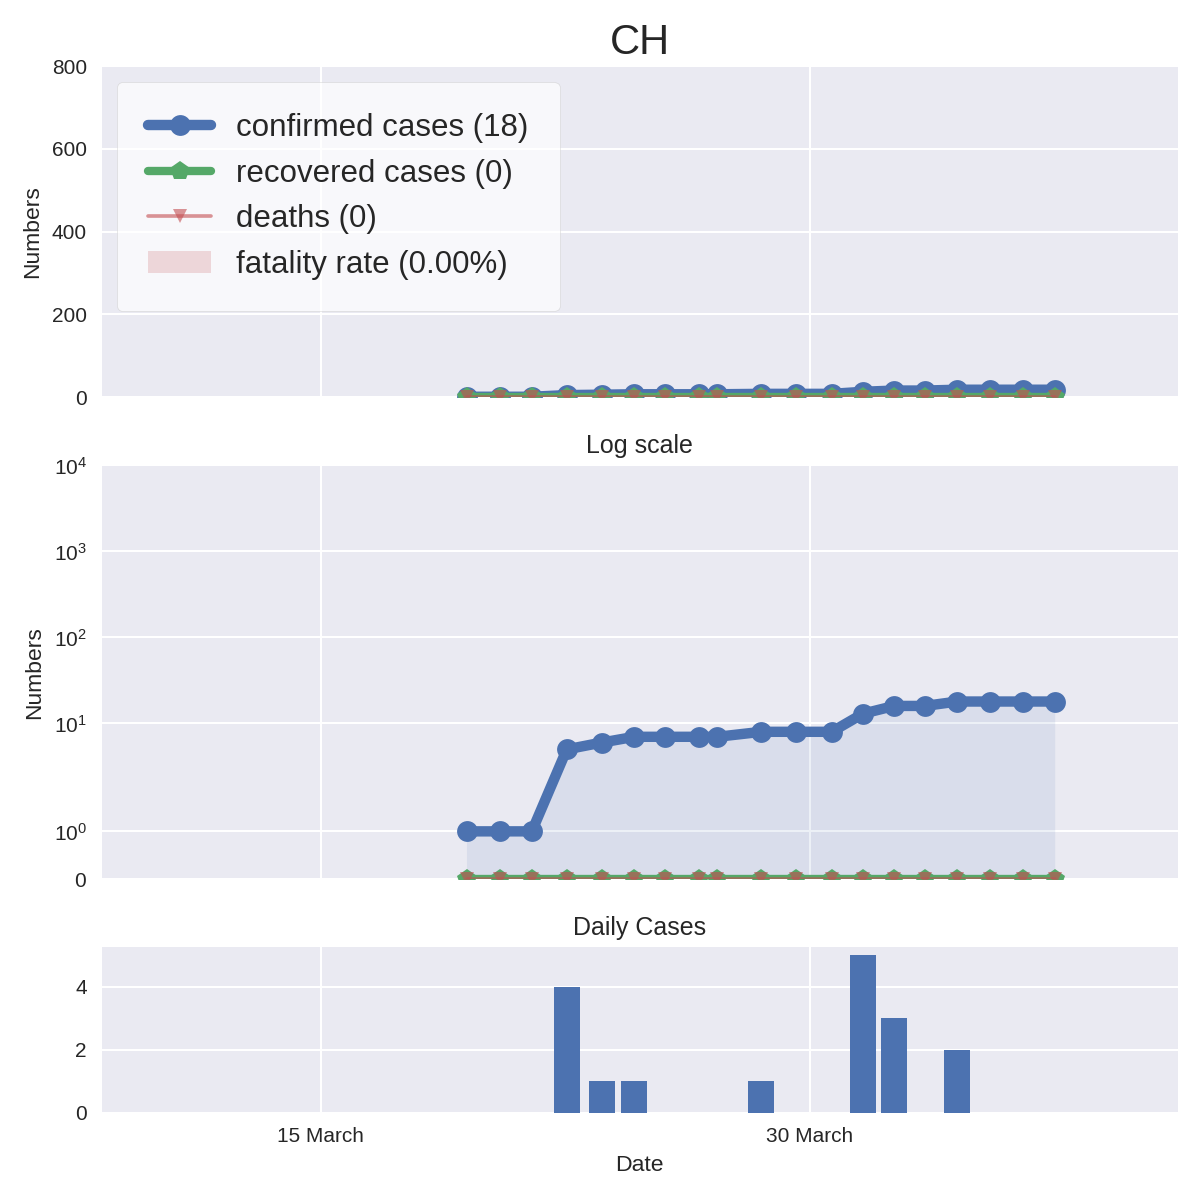 CH
800
600
400
200
0
Numbers
confirmed cases (18)
recovered cases (0)
deaths (0)
fatality rate (0.00%)
Log scale
10⁴
10³
10²
10¹
10⁰
0
Numbers
Daily Cases
4
2
0
15 March
30 March
Date